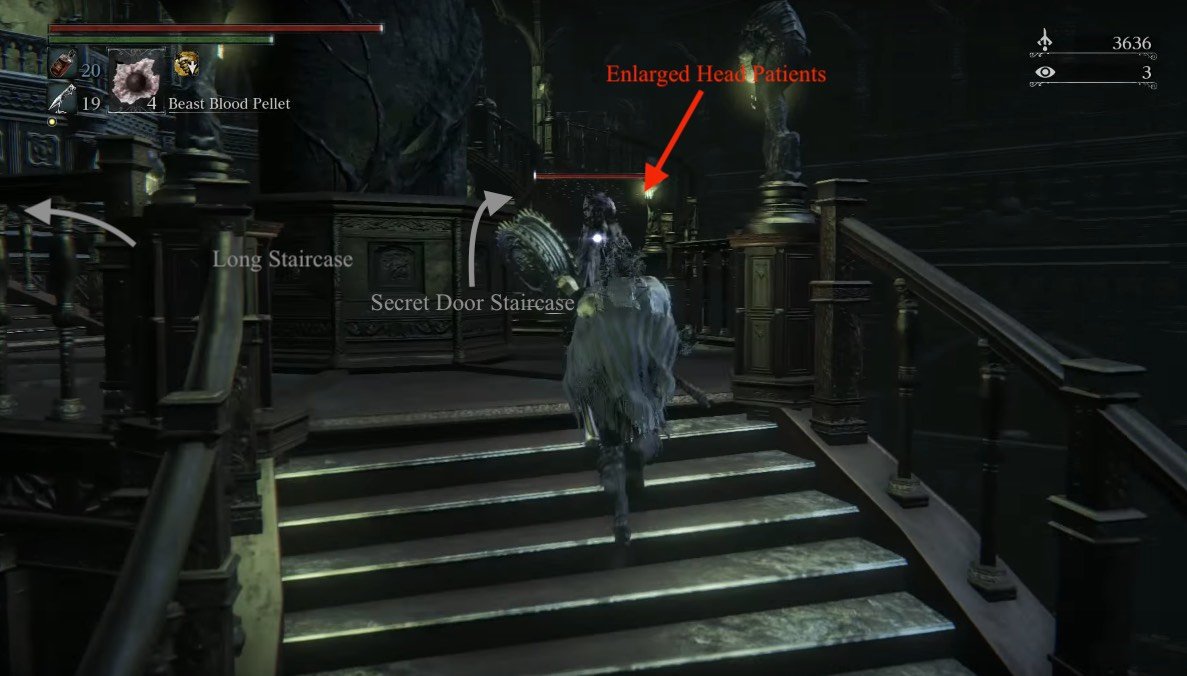 3636
3
20
19
4
Beast Blood Pellet
Enlarged Head Patients
Long Staircase
Secret Door Staircase